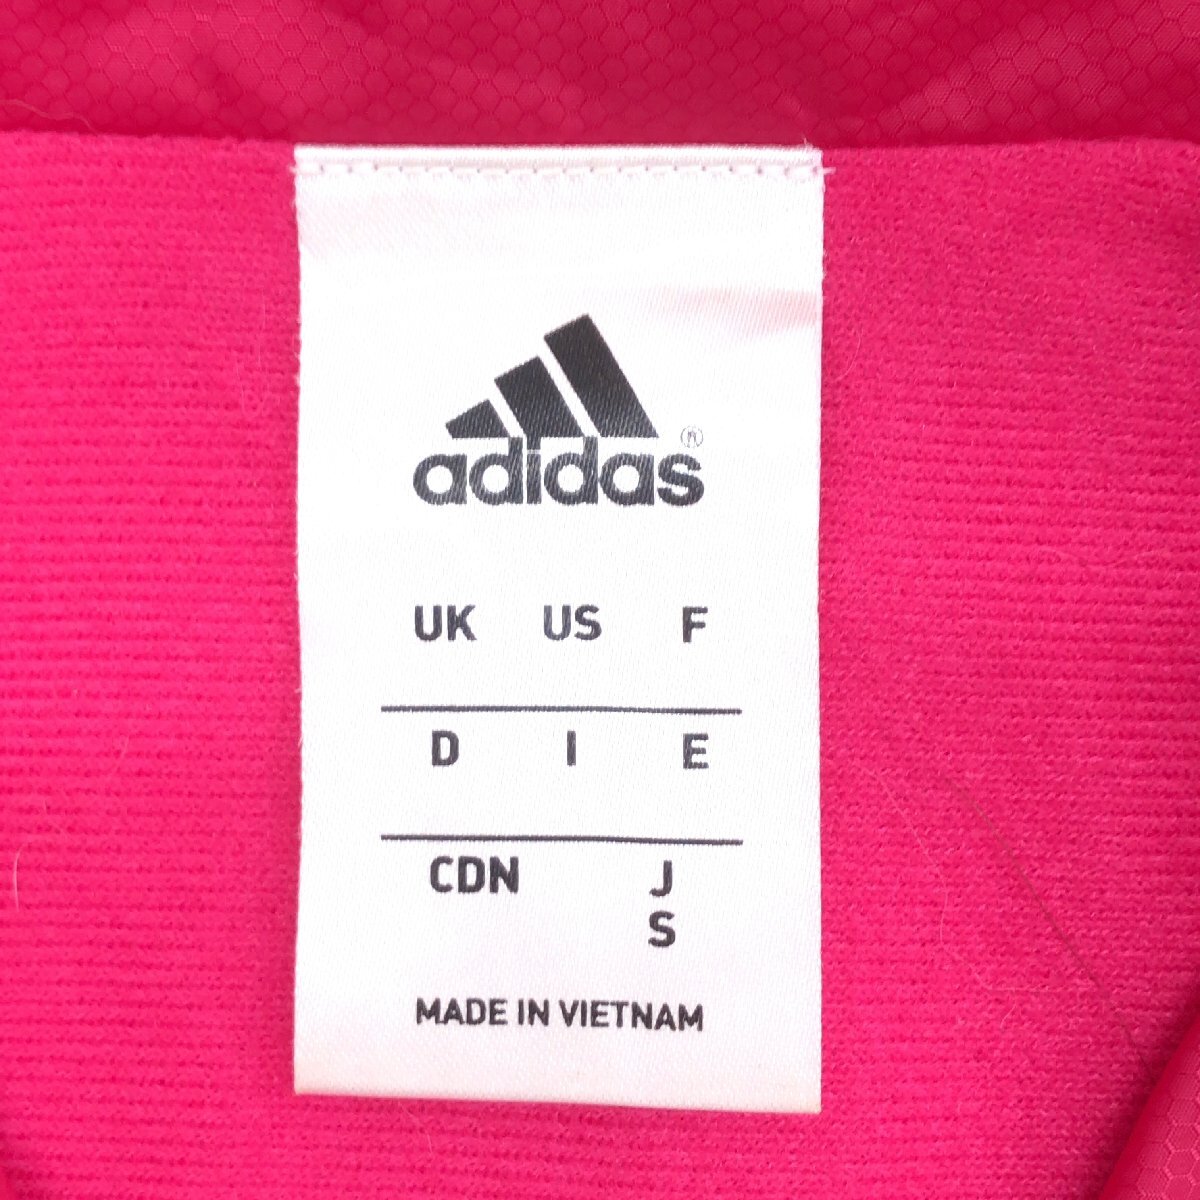 adidas®
UK US F
D I E
CDN J
S
MADE IN VIETNAM